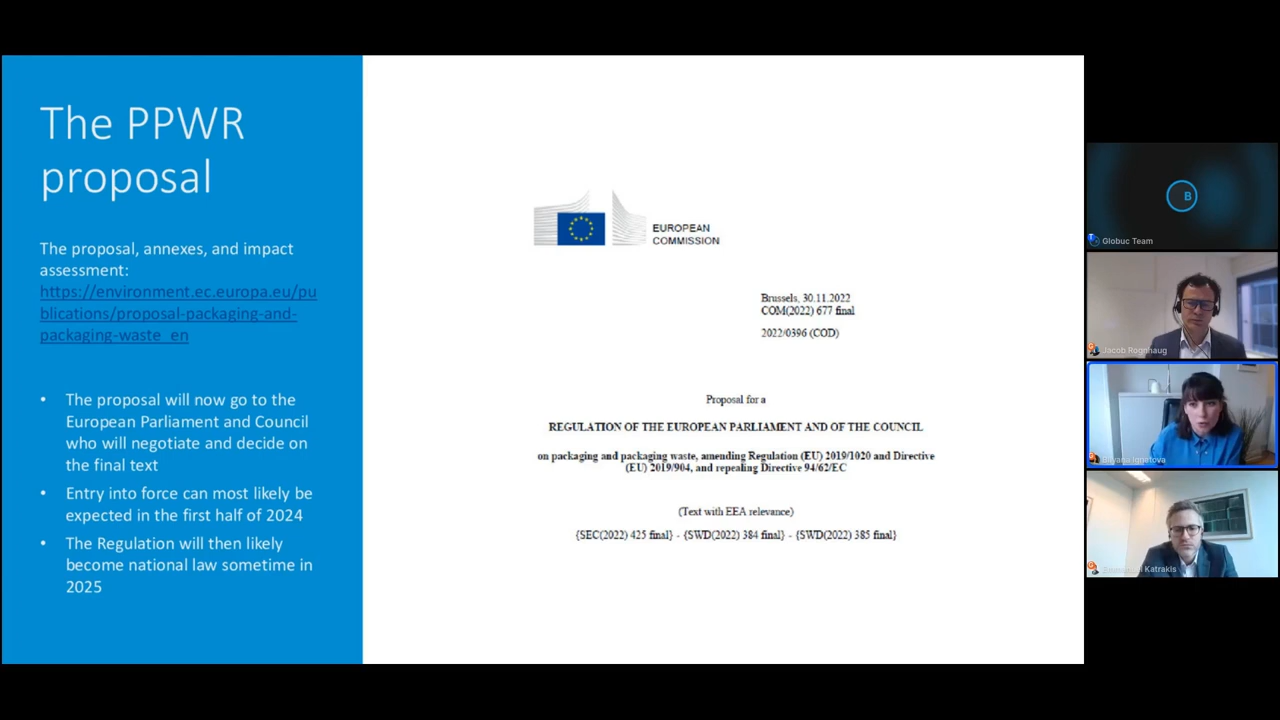 The PPWR
proposal
The proposal, annexes, and impact
assessment:
https://environment.ec.europa.eu/pu
blications/proposal-packaging-and-
packaging-waste_en
• The proposal will now go to the
European Parliament and Council
who will negotiate and decide on
the final text
• Entry into force can most likely be
expected in the first half of 2024
• The Regulation will then likely
become national law sometime in
2025
EUROPEAN
COMMISSION
Brussels, 30.11.2022
COM(2022) 677 final
2022/0396 (COD)
Proposal for a
REGULATION OF THE EUROPEAN PARLIAMENT AND OF THE COUNCIL
on packaging and packaging waste, amending Regulation (EU) 2019/1020 and Directive
(EU) 2019/904, and repealing Directive 94/62/EC
(Text with EEA relevance)
{SEC(2022) 425 final} - {SWD(2022) 384 final} - {SWD(2022) 385 final}
B
Globuc Team
Jacob Rognhaug
Katrakis